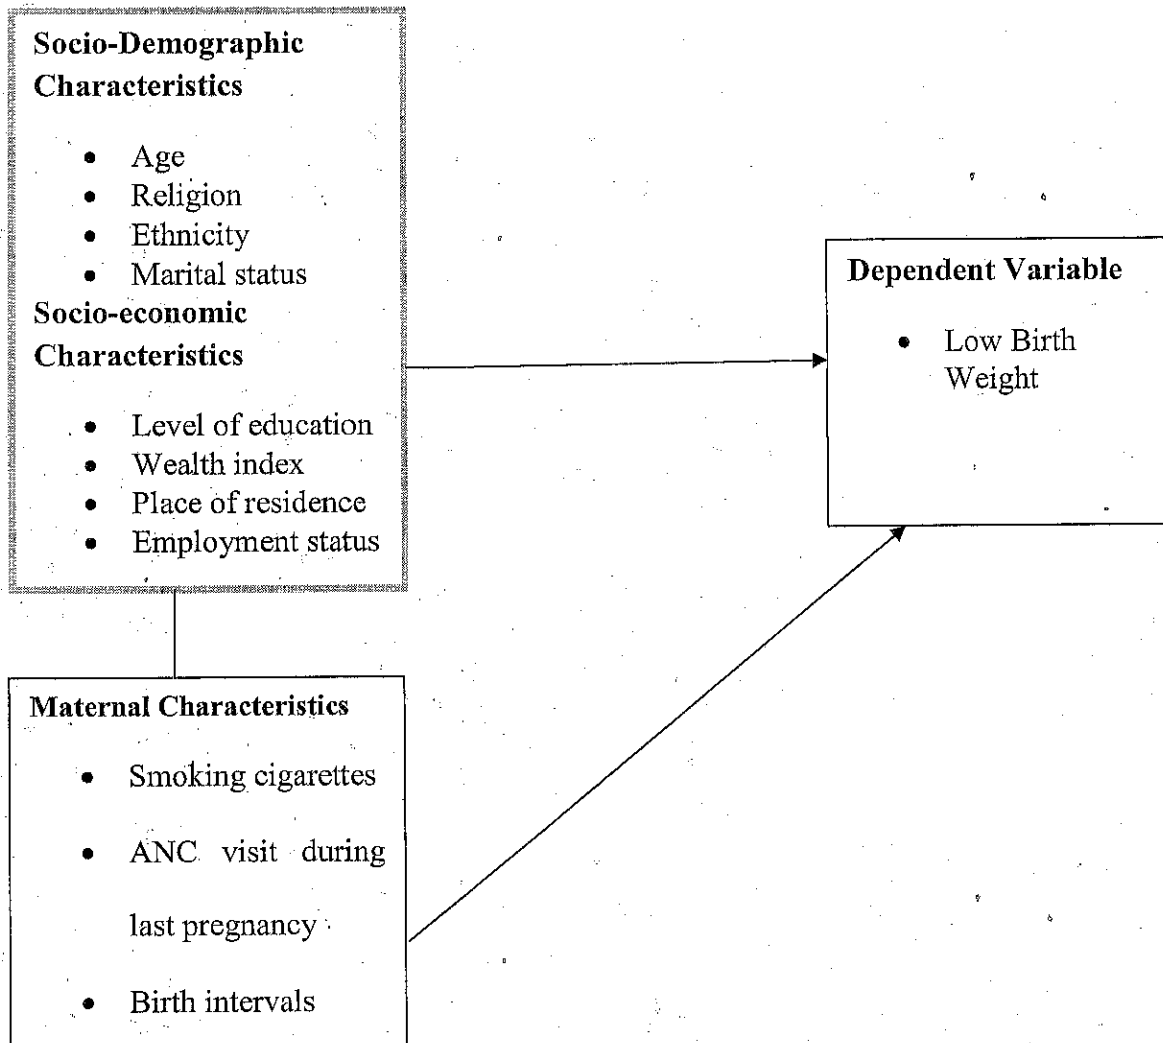 Socio-Demographic
Characteristics
• Age
• Religion
• Ethnicity
• Marital status
Socio-economic
Characteristics
• Level of education
• Wealth index
• Place of residence
• Employment status
Maternal Characteristics
• Smoking cigarettes
• ANC visit during
last pregnancy
• Birth intervals
Dependent Variable
• Low Birth
Weight